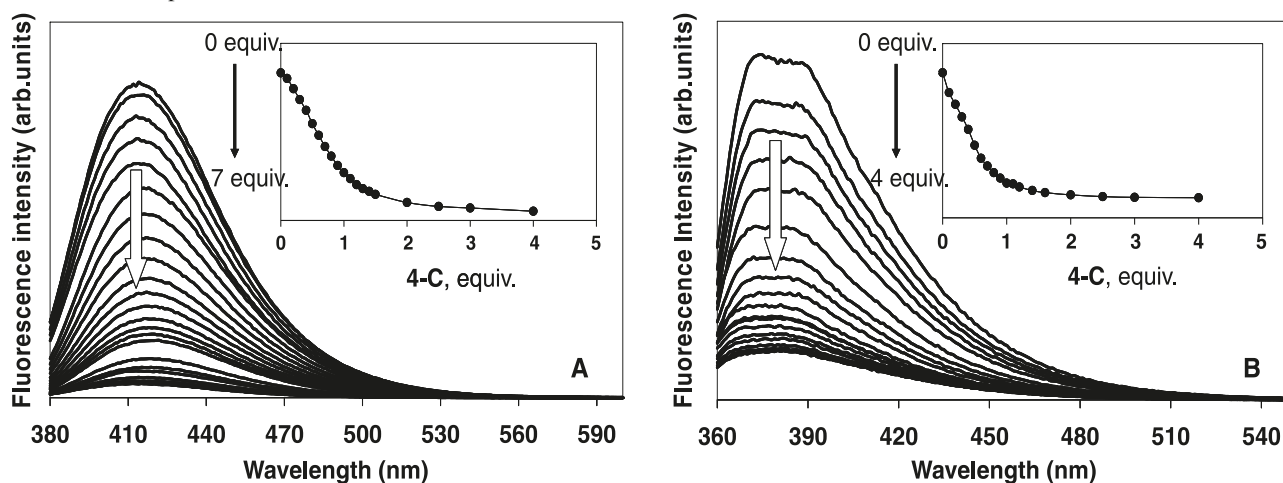 Fluorescence intensity (arb.units)
0 equiv.
7 equiv.
0 1 2 3 4 5
4-C, equiv.
A
380 410 440 470 500 530 560 590
Wavelength (nm)
Fluorescence Intensity (arb.units)
0 equiv.
4 equiv.
0 1 2 3 4 5
4-C, equiv.
B
360 390 420 450 480 510 540
Wavelength (nm)